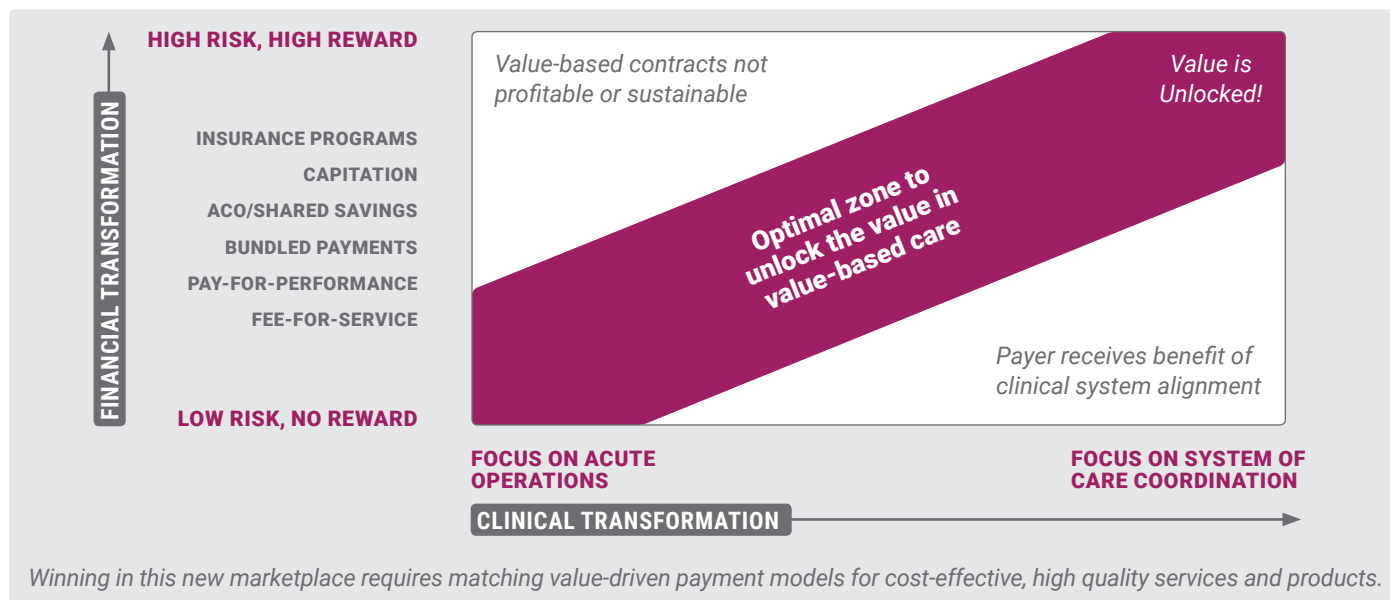 HIGH RISK, HIGH REWARD
FINANCIAL TRANSFORMATION
INSURANCE PROGRAMS
CAPITATION
ACO/SHARED SAVINGS
BUNDLED PAYMENTS
PAY-FOR-PERFORMANCE
FEE-FOR-SERVICE
LOW RISK, NO REWARD
Value-based contracts not
profitable or sustainable
Value is
Unlocked!
Optimal zone to
unlock the value in
value-based care
Payer receives benefit of
clinical system alignment
FOCUS ON ACUTE
OPERATIONS
FOCUS ON SYSTEM OF
CARE COORDINATION
CLINICAL TRANSFORMATION
Winning in this new marketplace requires matching value-driven payment models for cost-effective, high quality services and products.